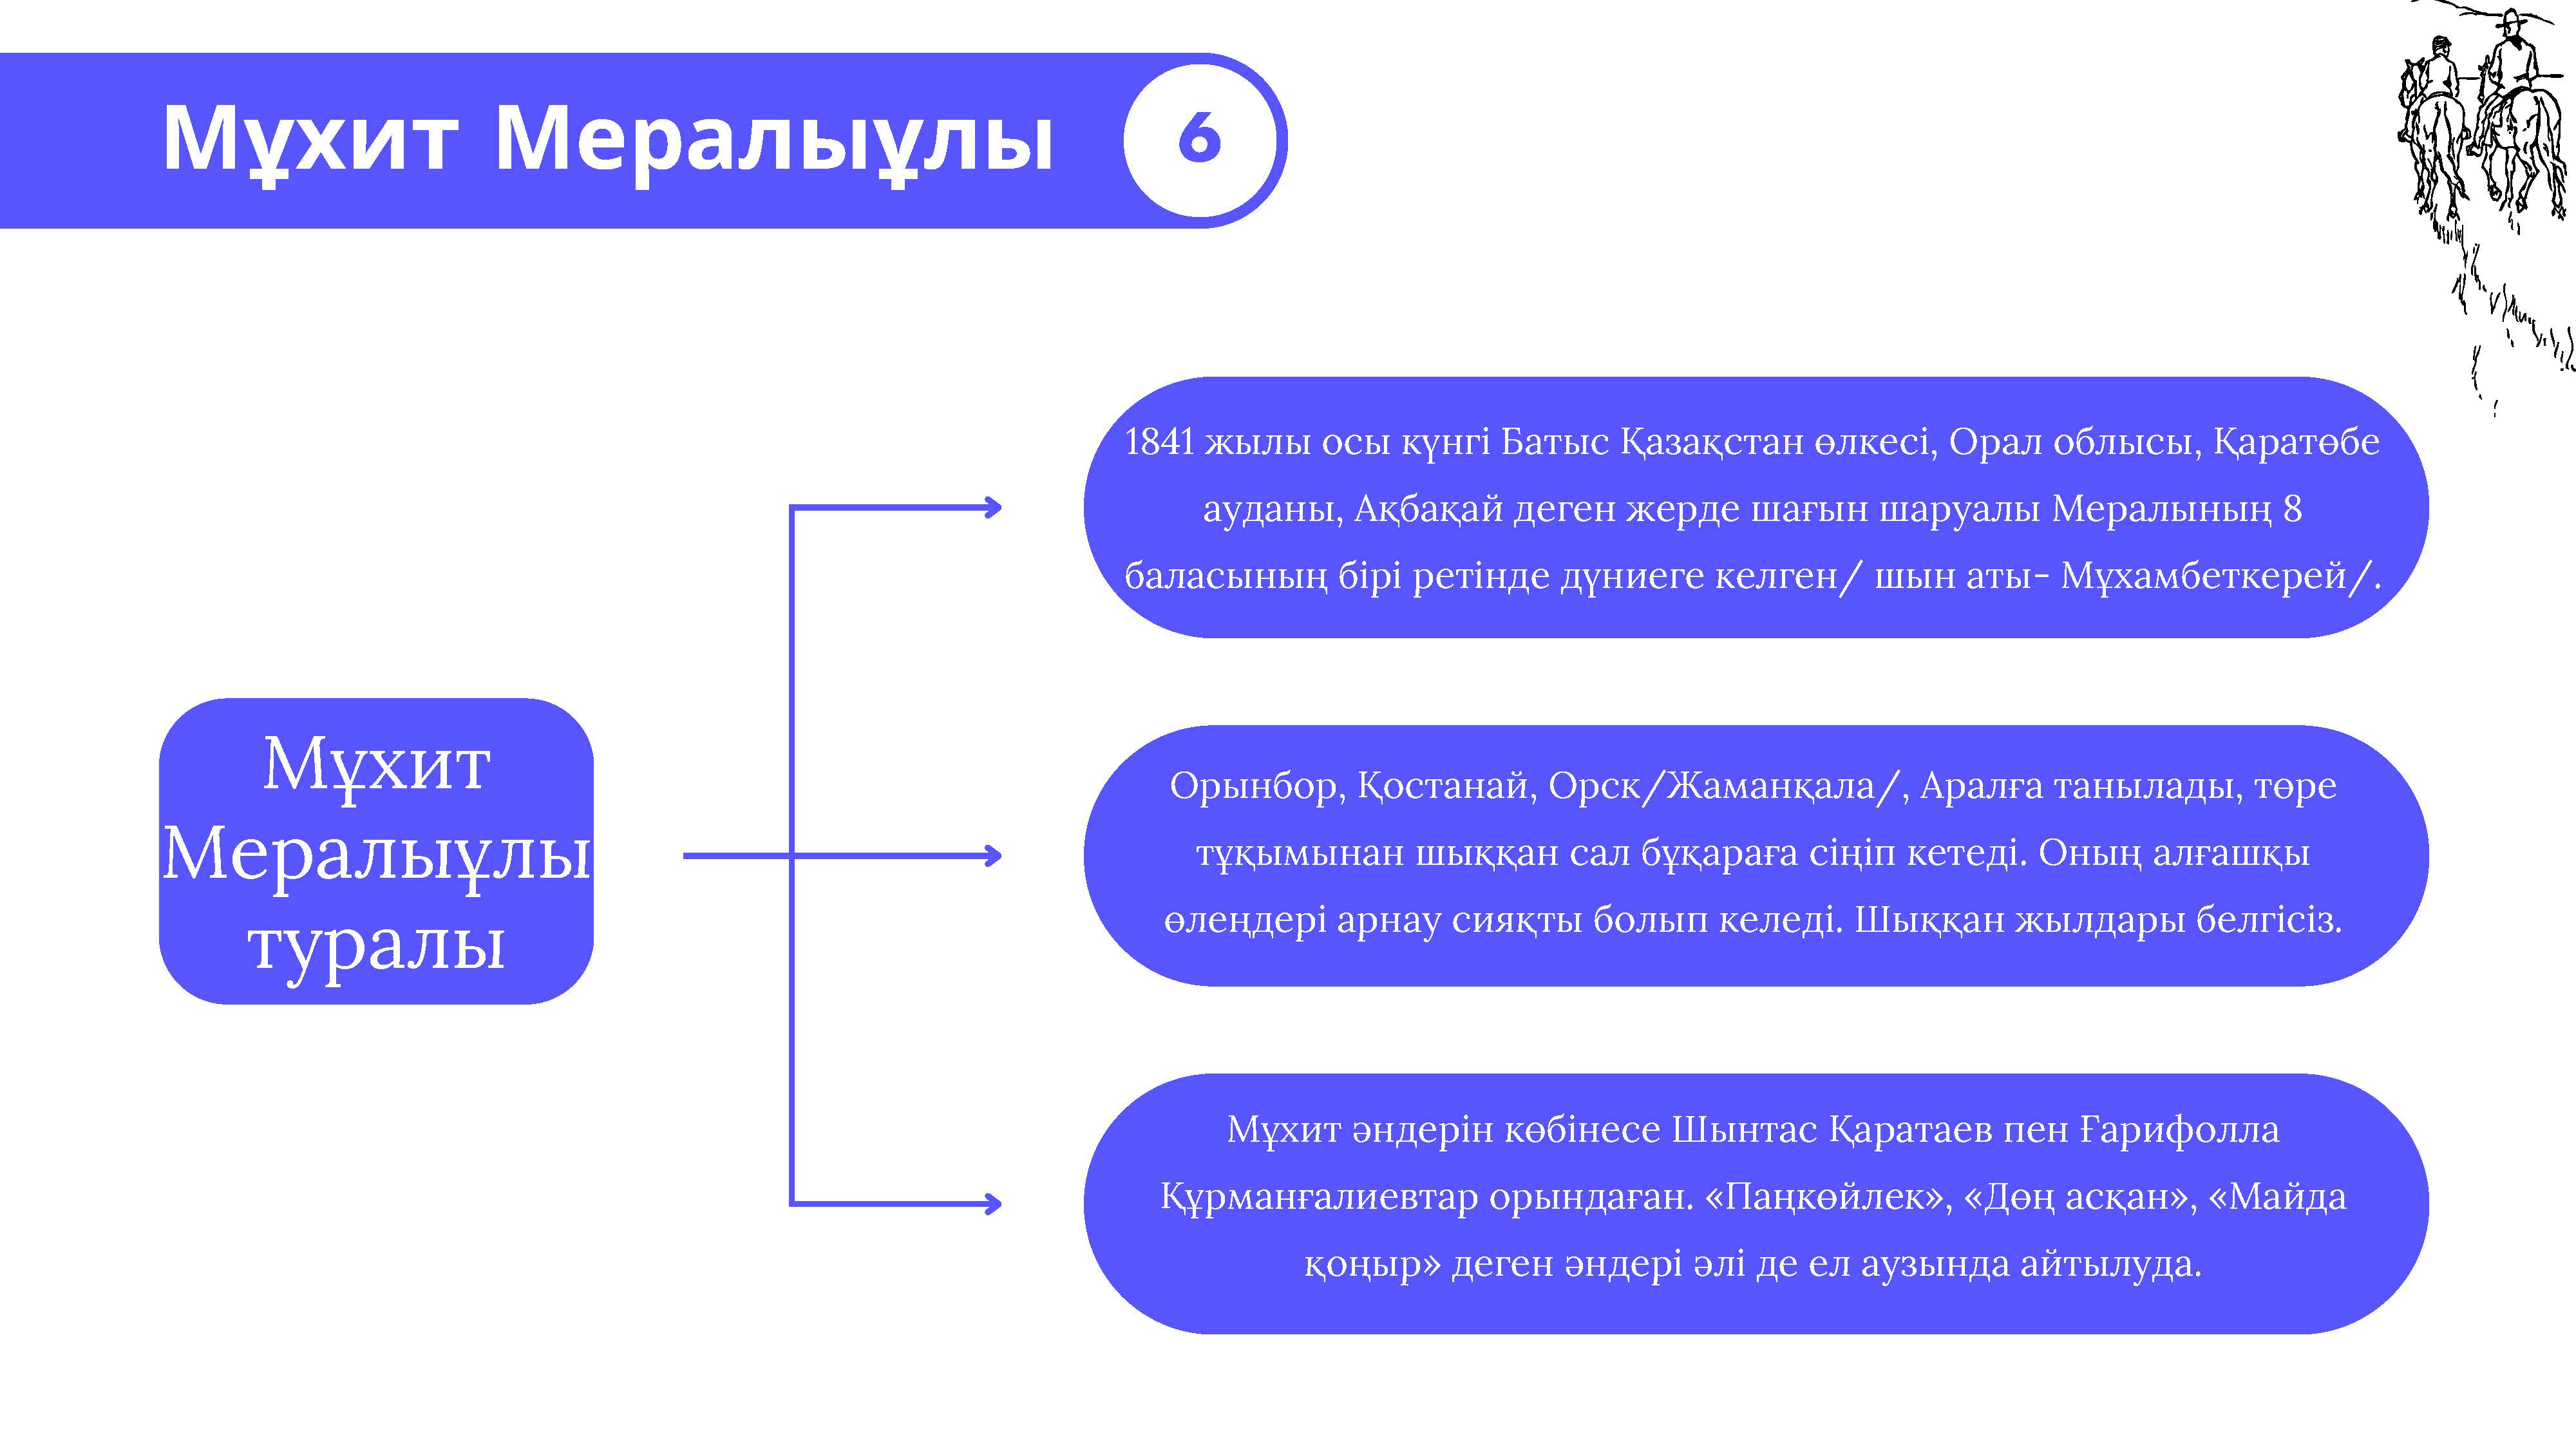 Мұхит Мералыұлы
6
Мұхит
Мералыұлы
туралы
1841 жылы осы күнгі Батыс Қазақстан өлкесі, Орал облысы, Қаратөбе
ауданы, Ақбақай деген жерде шағын шаруалы Мералының 8
баласының бірі ретінде дүниеге келген/ шын аты- Мұхамбеткерей/.
Орынбор, Қостанай, Орск/Жаманқала/, Аралға танылады, төре
тұқымынан шыққан сал бұқараға сіңіп кетеді. Оның алғашқы
өлеңдері арнау сияқты болып келеді. Шыққан жылдары белгісіз.
Мұхит әндерін көбінесе Шынтас Қаратаев пен Ғарифолла
Құрманғалиевтар орындаған. «Паңкөйлек», «Дөң асқан», «Майда
қоңыр» деген әндері әлі де ел аузында айтылуда.